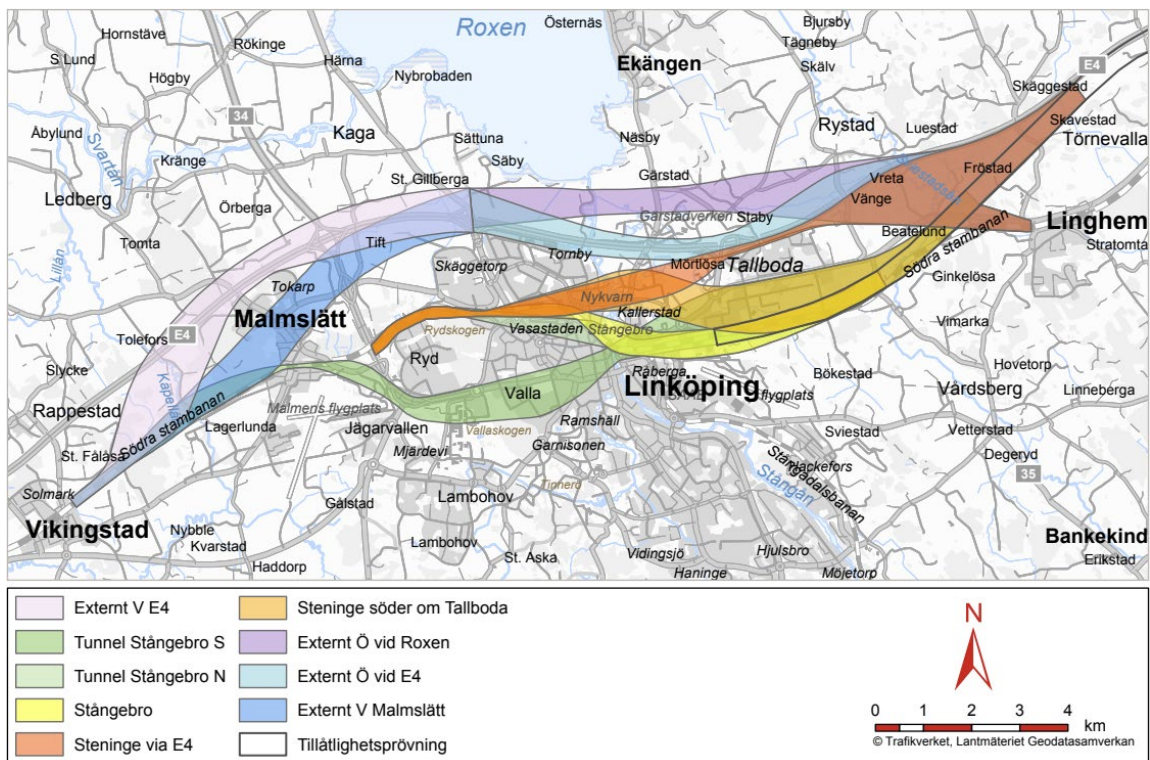 Roxen
Östernäs
Bjursby
Hornstäve
Tägneby
E4
S Lund
Rökinge
Härna
Ekängen
Skälv
Högby
Nybrobaden
Skäggestad
34
Åbylund
Kaga
Sättuna
Näsby
Rystad
Luestad
Skavestad
Törnevalla
Svartån
Kränge
Säby
Fröstad
Ledberg
St. Gillberga
Gärstad
Vreta
Örberga
Vänge
Gärstadverken
Staby
Linghem
Tomta
Tift
Tornby
Beatelund
Södra stambanan
Stratomta
Lillån
Skäggetorp
Mörtlösa
Tallboda
Ginkelösa
Tokarp
Nykvarn
Malmslätt
Kallerstad
Vimarka
Tolefors
E4
Rydskogen
Vasastaden
Stångebro
Slycke
Ryd
Hovetorp
Råberga
Bökestad
Rappestad
Linköping
Vårdsberg
Linneberga
Valla
flygplats
Södra stambanan
Malmens flygplats
Lagerlunda
Jägarvallen
Vallaskogen
Ramshäll
Sviestad
Vetterstad
St. Fålåsa
Mjärdevi
Garnisonen
Degeryd
Solmark
Tinnerö
Stångådalsbanan
35
Lambohov
Gålstad
Stångån
Vikingstad
Nybble
Kvarstad
Lambohov
St. Aska
Vidingsjö
Hjulsbro
Bankekind
Haddorp
Haninge
Möjetorp
Erikstad
Externt V E4
Steninge söder om Tallboda
N
Tunnel Stångebro S
Externt Ö vid Roxen
Tunnel Stångebro N
Externt Ö vid E4
Stångebro
Externt V Malmslätt
0 1 2 3 4
km
Steninge via E4
Tillåtlighetsprövning
© Trafikverket, Lantmäteriet Geodatasamverkan